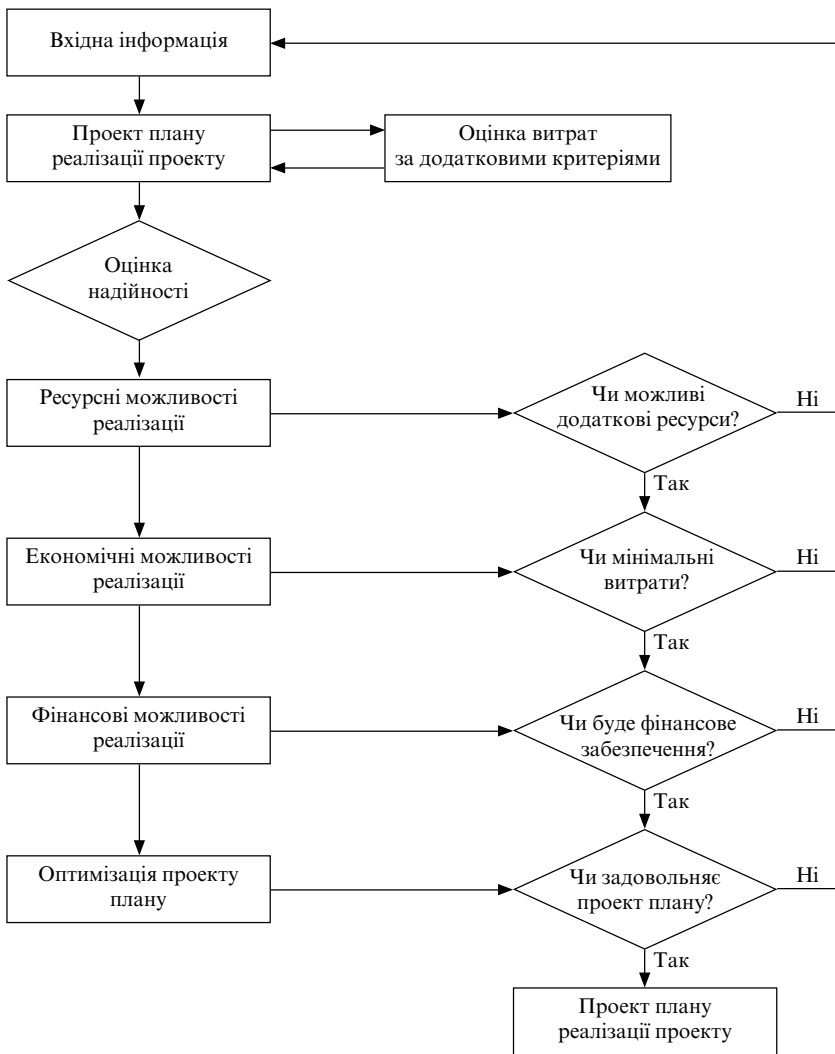 Вхідна інформація
Проект плану
реалізації проекту
Оцінка витрат
за додатковими критеріями
Оцінка
надійності
Ресурсні можливості
реалізації
Чи можливі
додаткові ресурси?
Ні
Так
Економічні можливості
реалізації
Чи мінімальні
витрати?
Ні
Так
Фінансові можливості
реалізації
Чи буде фінансове
забезпечення?
Ні
Так
Оптимізація проекту
плану
Чи задовольняє
проект плану?
Ні
Так
Проект плану
реалізації проекту